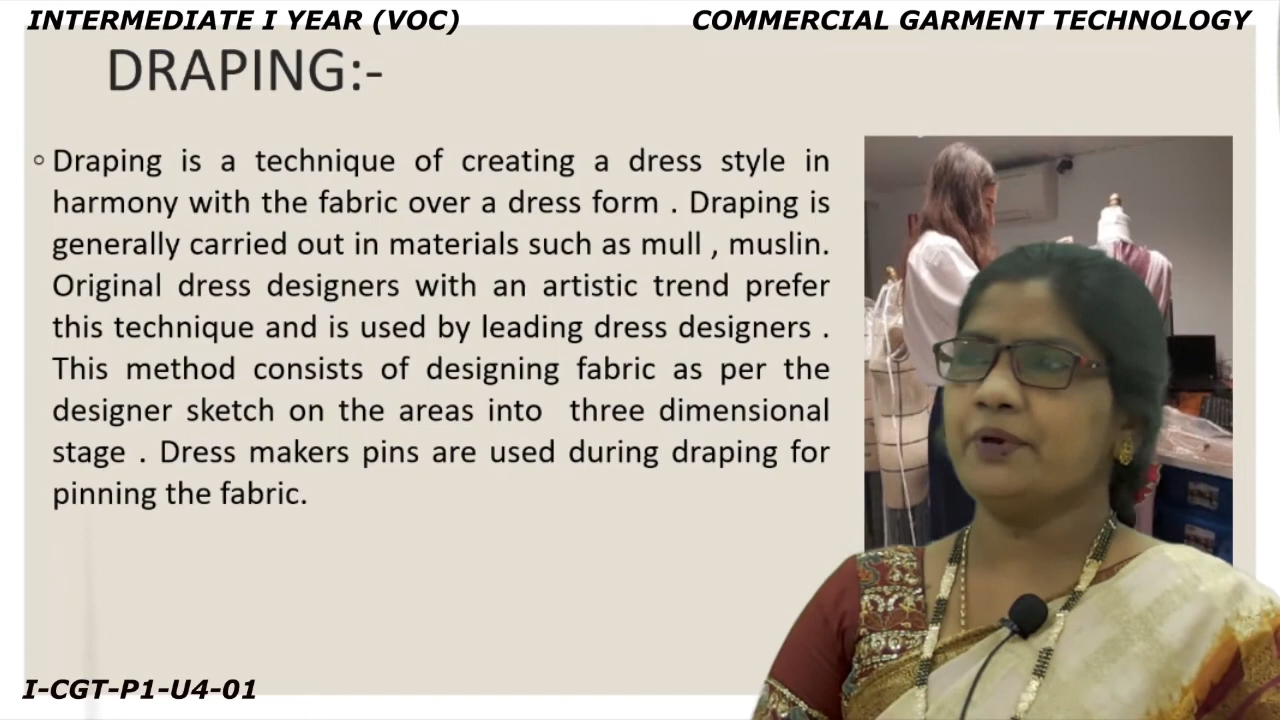 INTERMEDIATE I YEAR (VOC)
COMMERCIAL GARMENT TECHNOLOGY
DRAPING:-
◦ Draping is a technique of creating a dress style in
harmony with the fabric over a dress form . Draping is
generally carried out in materials such as mull , muslin.
Original dress designers with an artistic trend prefer
this technique and is used by leading dress designers .
This method consists of designing fabric as per the
designer sketch on the areas into three dimensional
stage . Dress makers pins are used during draping for
pinning the fabric.
I-CGT-P1-U4-01